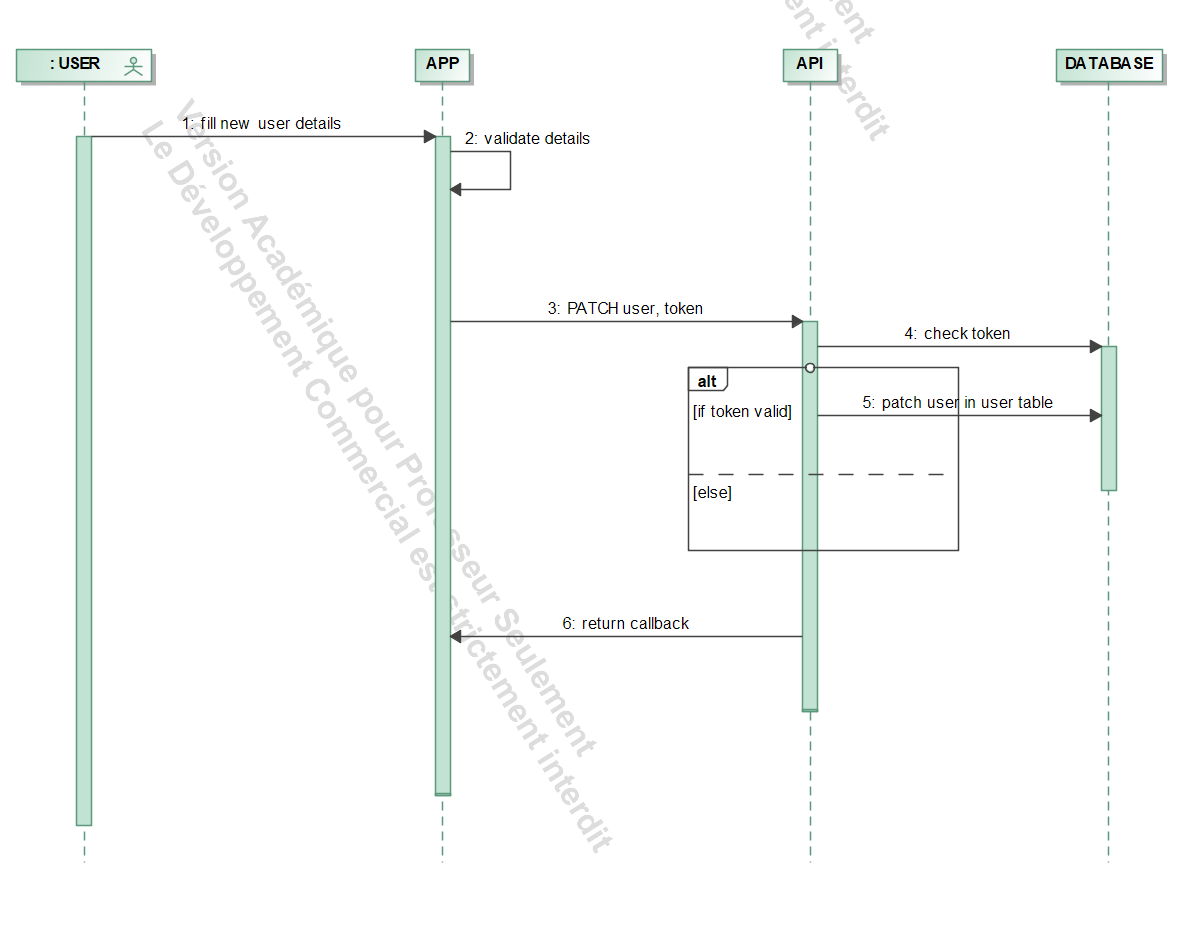 : USER
APP
API
DATABASE
1: fill new  user details
2: validate details
3: PATCH user, token
4: check token
alt
[if token valid]
5: patch user in user table
[else]
6: return callback
Version Académique pour Professeur Seulement
Le Développement Commercial est strictement interdit
ment
ment interdit